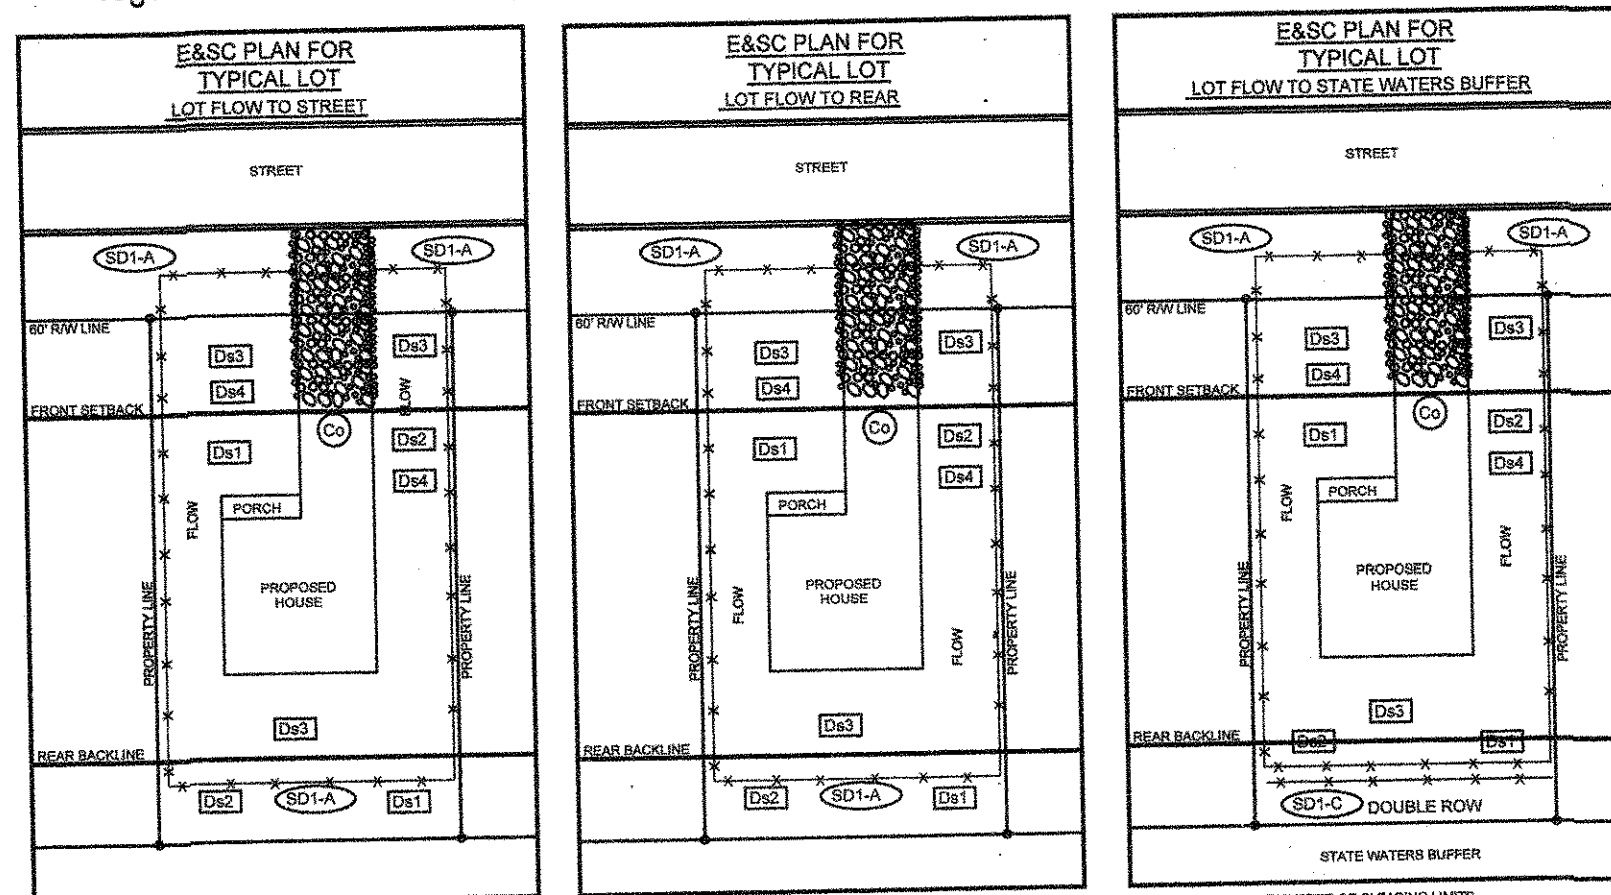 E&SC PLAN FOR
TYPICAL LOT
LOT FLOW TO STREET
STREET
SD1-A
SD1-A
60' R/W LINE
Ds3
Ds3
Ds4
FLOW
FRONT SETBACK
Co
Ds1
Ds2
Ds4
PORCH
FLOW
PROPOSED
HOUSE
PROPERTY LINE
PROPERTY LINE
Ds3
REAR BACKLINE
Ds2
SD1-A
Ds1
E&SC PLAN FOR
TYPICAL LOT
LOT FLOW TO REAR
STREET
SD1-A
SD1-A
60' R/W LINE
Ds3
Ds3
Ds4
FRONT SETBACK
Co
Ds1
Ds2
Ds4
PORCH
PROPOSED
HOUSE
FLOW
FLOW
PROPERTY LINE
PROPERTY LINE
Ds3
REAR BACKLINE
Ds2
SD1-A
Ds1
E&SC PLAN FOR
TYPICAL LOT
LOT FLOW TO STATE WATERS BUFFER
STREET
SD1-A
SD1-A
60' R/W LINE
Ds3
Ds3
Ds4
FRONT SETBACK
Co
Ds1
Ds2
Ds4
PORCH
FLOW
FLOW
PROPOSED
HOUSE
PROPERTY LINE
PROPERTY LINE
Ds3
REAR BACKLINE
Ds2
Ds1
SD1-C DOUBLE ROW
STATE WATERS BUFFER